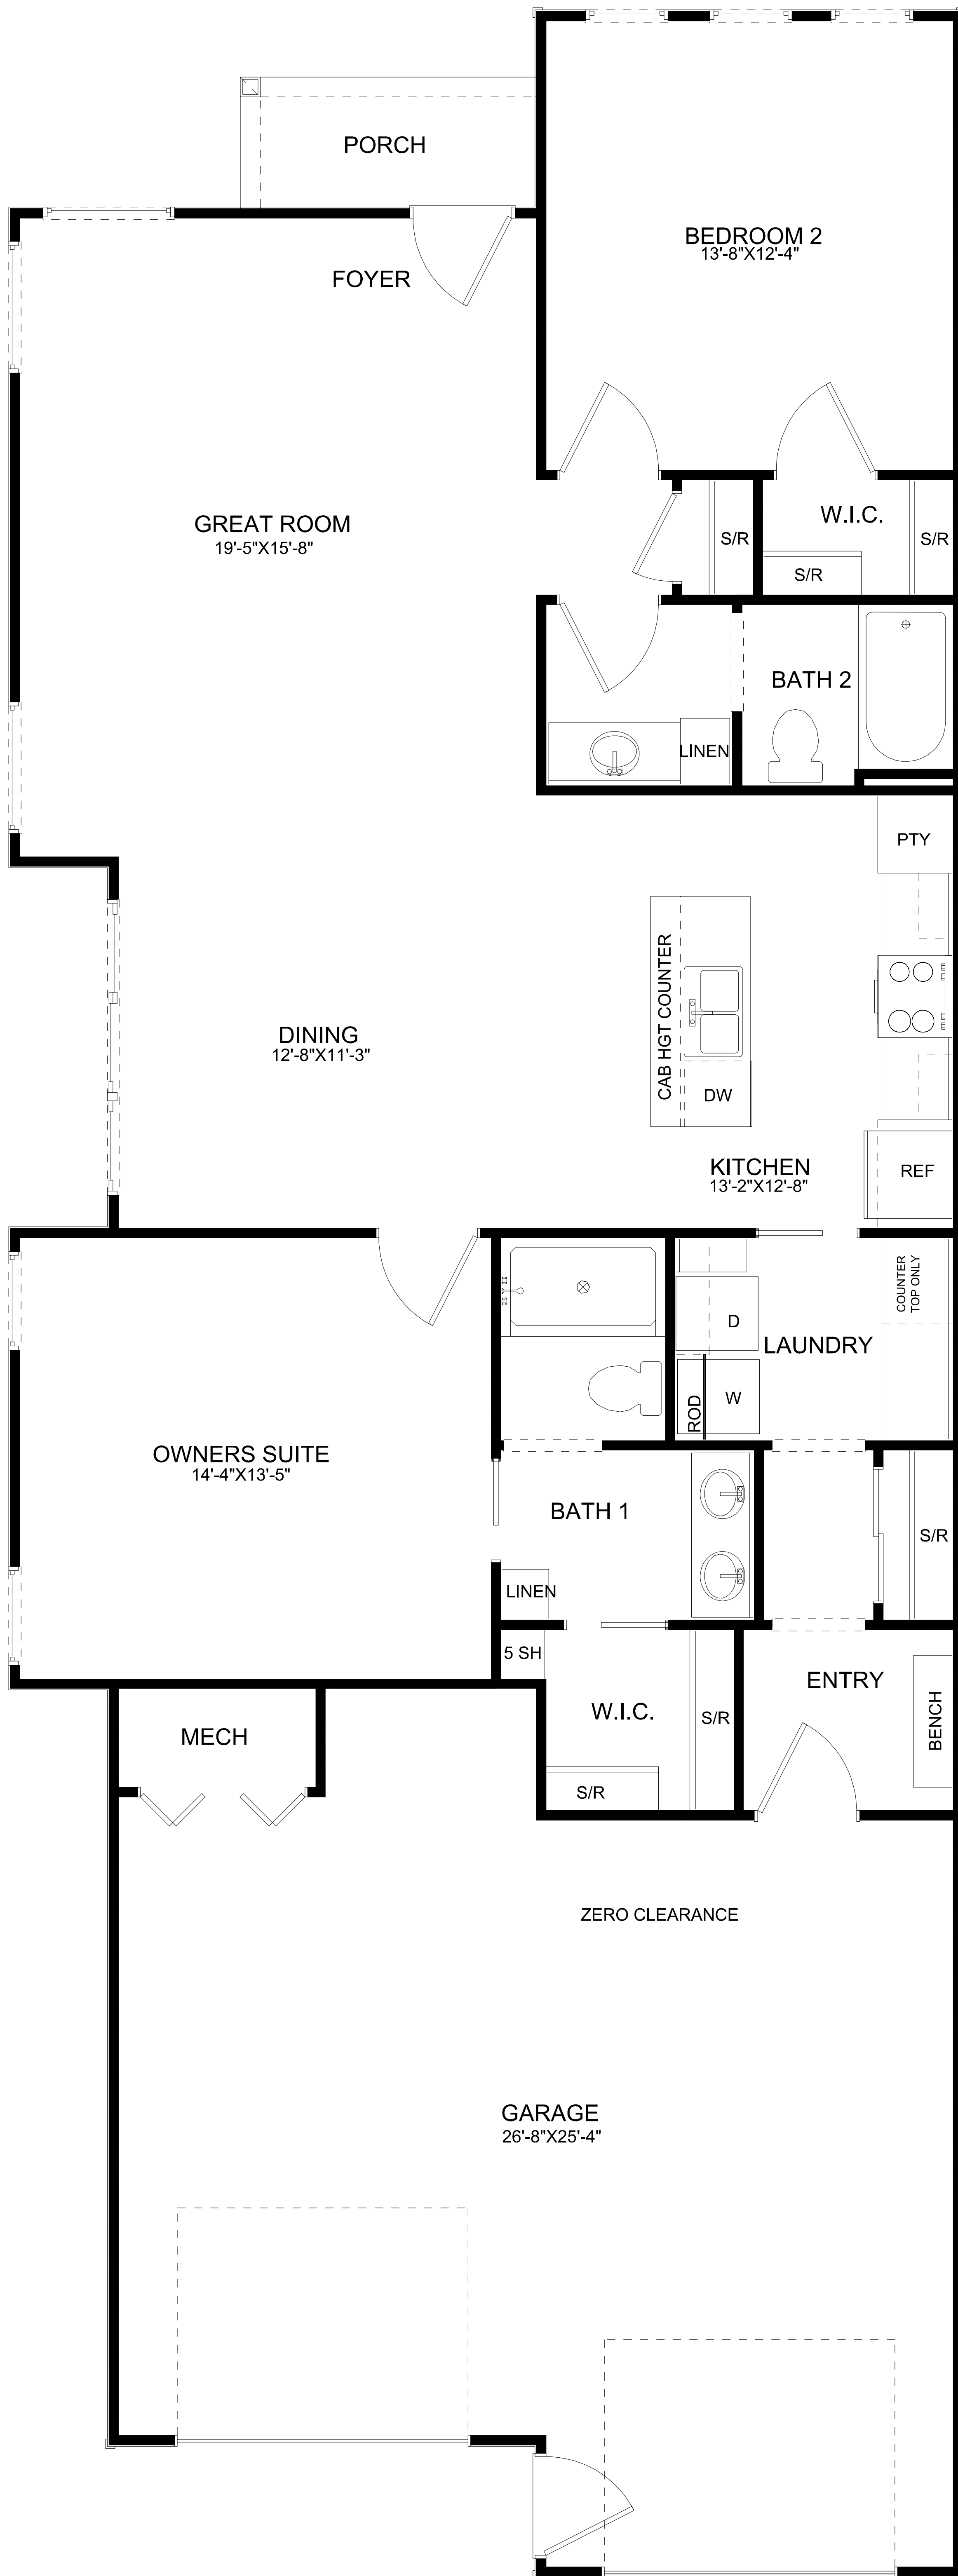 PORCH
BEDROOM 2
13'-8"X12'-4"
FOYER
GREAT ROOM
19'-5"X15'-8"
W.I.C.
S/R
S/R
S/R
BATH 2
LINEN
PTY
CAB HGT COUNTER
DINING
12'-8"X11'-3"
DW
KITCHEN
13'-2"X12'-8"
REF
COUNTER
TOP ONLY
D
LAUNDRY
W
ROD
OWNERS SUITE
14'-4"X13'-5"
BATH 1
S/R
LINEN
5 SH
ENTRY
W.I.C.
S/R
BENCH
MECH
S/R
ZERO CLEARANCE
GARAGE
26'-8"X25'-4"